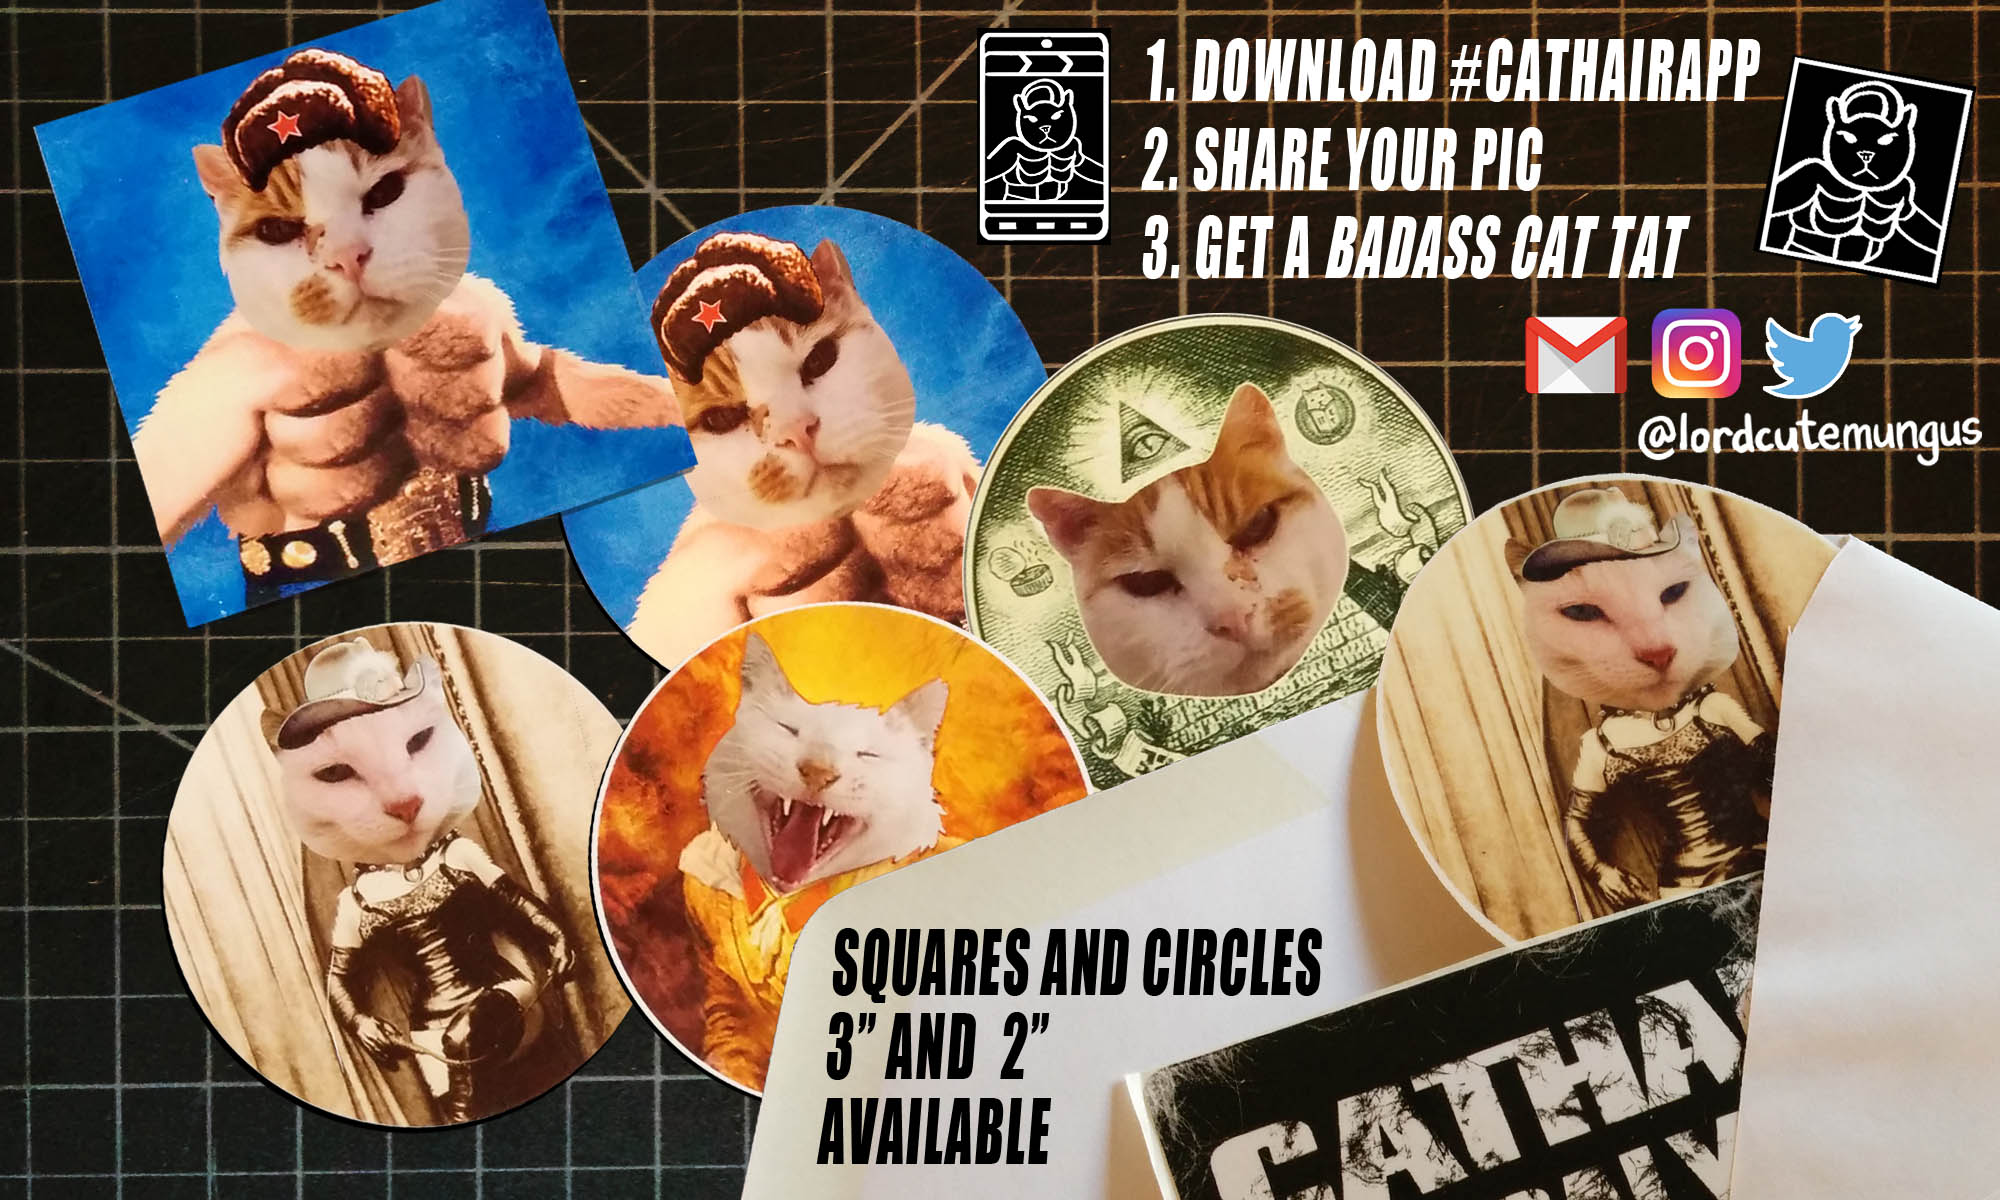 1. DOWNLOAD #CATHAIRAPP
2. SHARE YOUR PIC
3. GET A BADASS CAT TAT
@lordcutemungus
SQUARES AND CIRCLES
3" AND 2"
AVAILABLE
CATHA